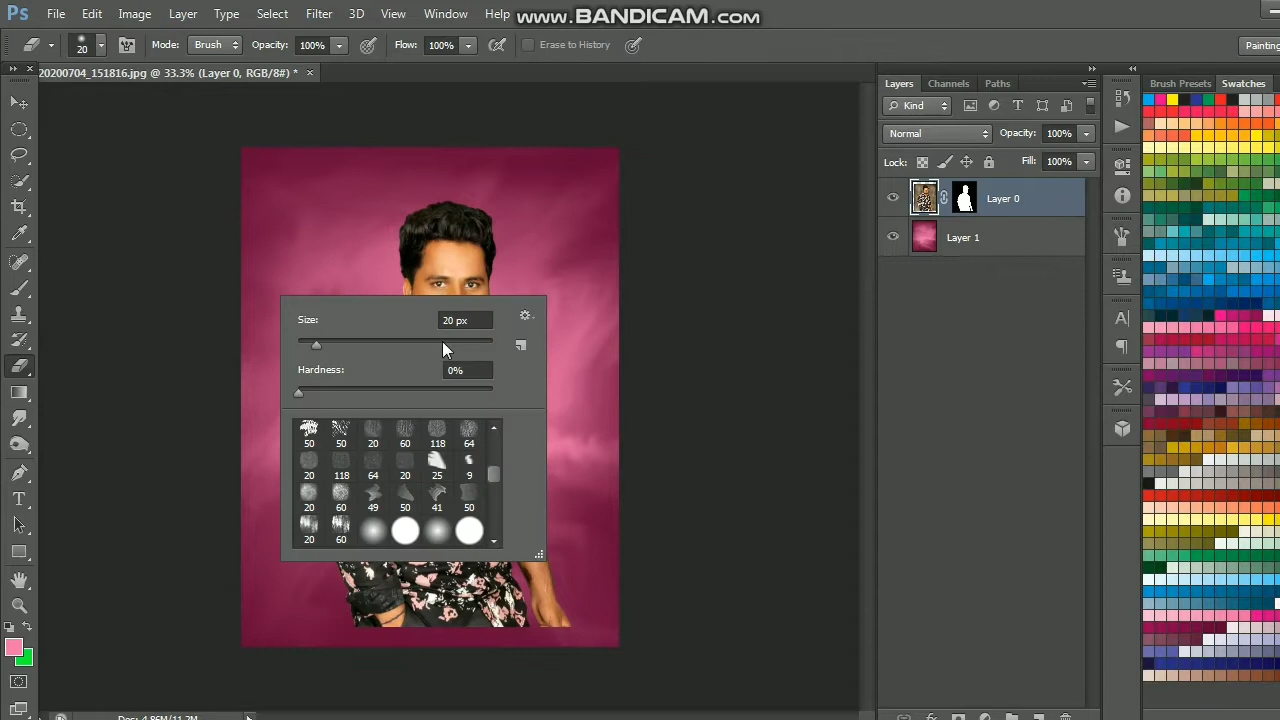 Ps File Edit Image Layer Type Select Filter 3D View Window Help www.BANDICAM.com
20 Mode: Brush Opacity: 100% Flow: 100% Erase to History Painting
20200704_151816.jpg @ 33.3% (Layer 0, RGB/8#) * ×
Layers Channels Paths
Brush Presets Swatches
Kind
Normal Opacity: 100%
Lock: Fill: 100%
Layer 0
Layer 1
Size: 20 px
Hardness: 0%
50 50 20 60 118 64
20 118 64 20 25 9
20 60 49 50 41 50
20 60
Doc: 4.86M/11.2M